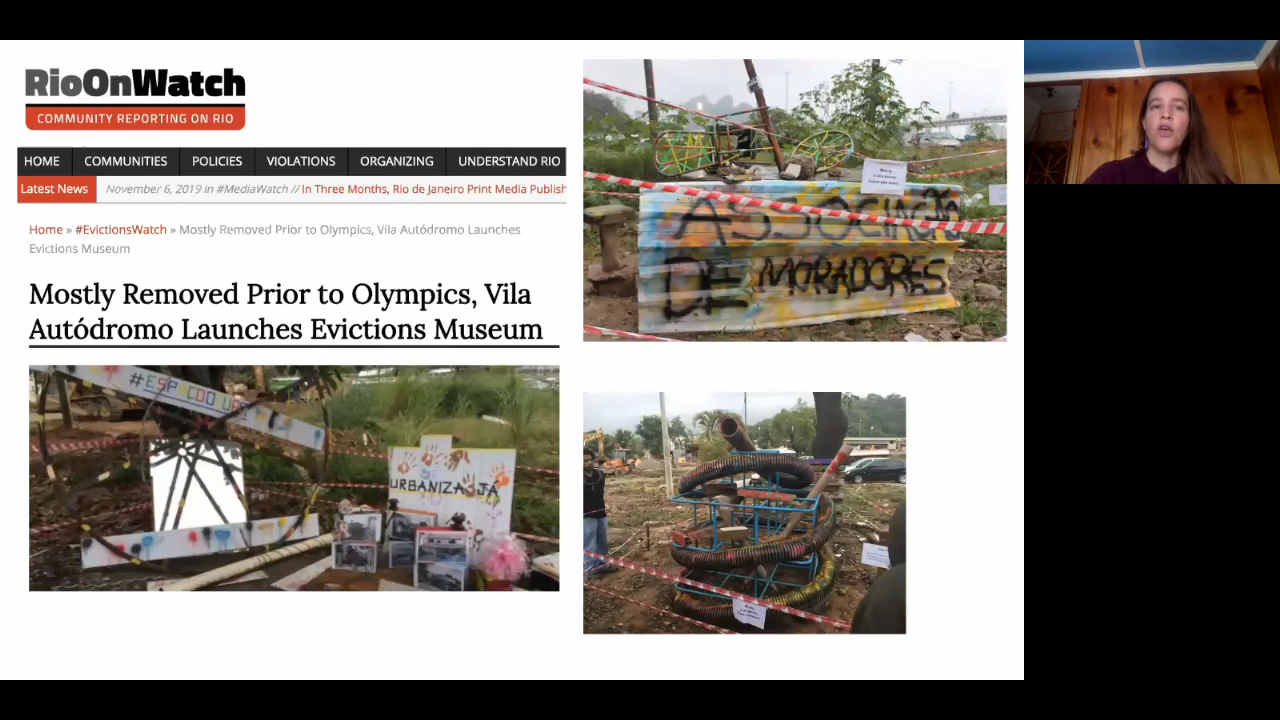 RioOnWatch
COMMUNITY REPORTING ON RIO
HOME COMMUNITIES POLICIES VIOLATIONS ORGANIZING UNDERSTAND RIO
Latest News November 6, 2019 in #MediaWatch // In Three Months, Rio de Janeiro Print Media Publish
Home » #EvictionsWatch » Mostly Removed Prior to Olympics, Vila Autódromo Launches
Evictions Museum
Mostly Removed Prior to Olympics, Vila
Autódromo Launches Evictions Museum
URBANIZA JÁ
ASSOCIAÇÃO
DE MORADORES